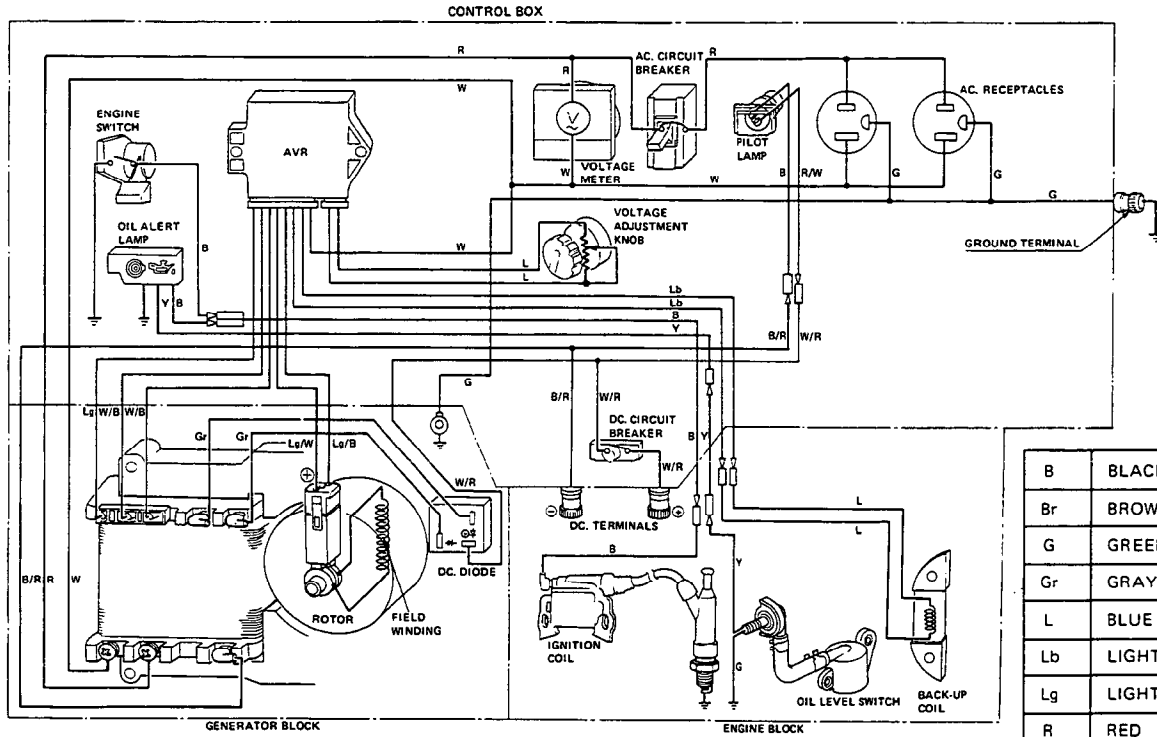 CONTROL BOX
R
W
R
AC. CIRCUIT
BREAKER
R
AC. RECEPTACLES
ENGINE
SWITCH
AVR
V
~
VOLTAGE
METER
PILOT
LAMP
W
W
B
R/W
G
G
G
GROUND TERMINAL
OIL ALERT
LAMP
B
Y
B
W
L
L
VOLTAGE
ADJUSTMENT
KNOB
Lb
Lb
B
Y
B/R
W/R
G
Lg
W/B
W/B
Gr
Gr
Lg/W
Lg/B
B/R
W/R
DC. CIRCUIT
BREAKER
W/R
B
Y
W/R
+
−
DC. TERMINALS
+
DC. DIODE
B/R
R
W
ROTOR
FIELD
WINDING
B
IGNITION
COIL
Y
G
OIL LEVEL SWITCH
L
L
BACK-UP
COIL
GENERATOR BLOCK
ENGINE BLOCK
B
Br BROW
G GREE
Gr GRAY
L BLUE
Lb LIGHT
Lg LIGHT
R RED